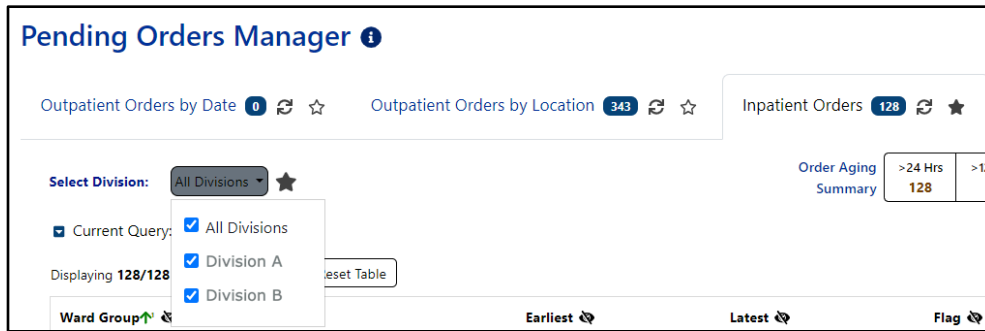 Pending Orders Manager
Outpatient Orders by Date 0
Outpatient Orders by Location 343
Inpatient Orders 128
Select Division: All Divisions
Order Aging Summary
>24 Hrs
128
Current Query:
All Divisions
Division A
Division B
Displaying 128/128
eset Table
Ward Group
Earliest
Latest
Flag